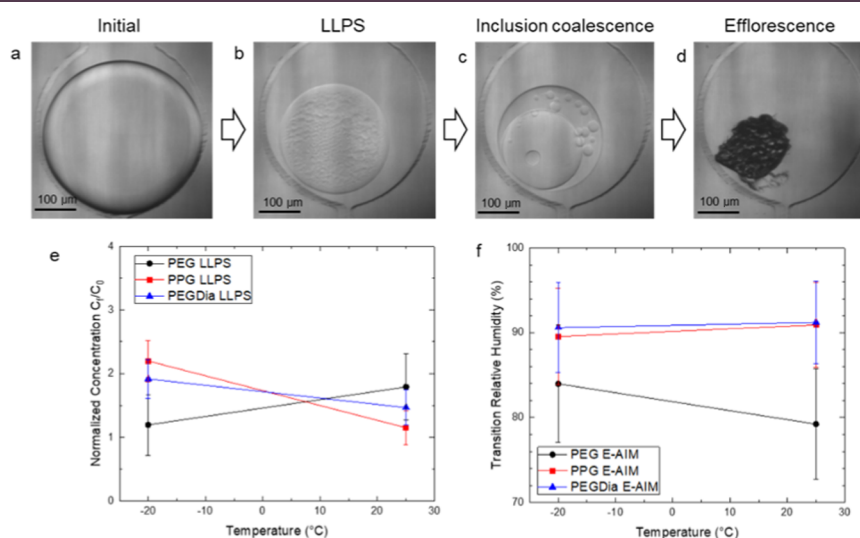 Initial
LLPS
Inclusion coalescence
Efflorescence
a
b
c
d
100 μm
100 μm
100 μm
100 μm
e
PEG LLPS
PPG LLPS
PEGDia LLPS
Normalized Concentration Cf/C0
4
3
2
1
0
-20
-10
0
10
20
30
Temperature (°C)
f
PEG E-AIM
PPG E-AIM
PEGDia E-AIM
Transition Relative Humidity (%)
100
90
80
70
-20
-10
0
10
20
30
Temperature (°C)